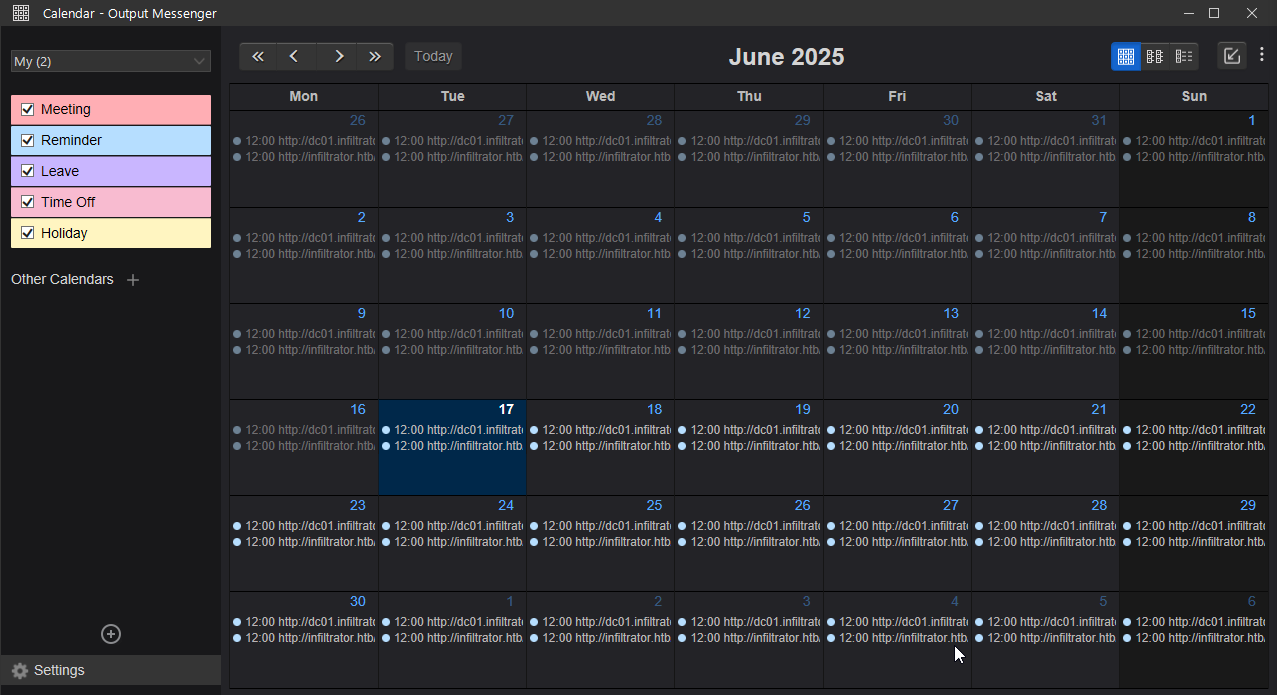 Calendar - Output Messenger
My (2)
Meeting
Reminder
Leave
Time Off
Holiday
Other Calendars
Settings
Today
June 2025
Mon Tue Wed Thu Fri Sat Sun
26 27 28 29 30 31 1
12:00 http://dc01.infiltrat 12:00 http://dc01.infiltrat 12:00 http://dc01.infiltrat 12:00 http://dc01.infiltrat 12:00 http://dc01.infiltrat 12:00 http://dc01.infiltrat 12:00 http://dc01.infiltrat
12:00 http://infiltrator.htb/ 12:00 http://infiltrator.htb/ 12:00 http://infiltrator.htb 12:00 http://infiltrator.htb/ 12:00 http://infiltrator.htb/ 12:00 http://infiltrator.htb 12:00 http://infiltrator.htb/
2 3 4 5 6 7 8
12:00 http://dc01.infiltrat 12:00 http://dc01.infiltrat 12:00 http://dc01.infiltrat 12:00 http://dc01.infiltrat 12:00 http://dc01.infiltrat 12:00 http://dc01.infiltrat 12:00 http://dc01.infiltrat
12:00 http://infiltrator.htb/ 12:00 http://infiltrator.htb/ 12:00 http://infiltrator.htb 12:00 http://infiltrator.htb/ 12:00 http://infiltrator.htb/ 12:00 http://infiltrator.htb 12:00 http://infiltrator.htb/
9 10 11 12 13 14 15
12:00 http://dc01.infiltrat 12:00 http://dc01.infiltrat 12:00 http://dc01.infiltrat 12:00 http://dc01.infiltrat 12:00 http://dc01.infiltrat 12:00 http://dc01.infiltrat 12:00 http://dc01.infiltrat
12:00 http://infiltrator.htb/ 12:00 http://infiltrator.htb/ 12:00 http://infiltrator.htb 12:00 http://infiltrator.htb/ 12:00 http://infiltrator.htb/ 12:00 http://infiltrator.htb 12:00 http://infiltrator.htb/
16 17 18 19 20 21 22
12:00 http://dc01.infiltrat 12:00 http://dc01.infiltrat 12:00 http://dc01.infiltrat 12:00 http://dc01.infiltrat 12:00 http://dc01.infiltrat 12:00 http://dc01.infiltrat 12:00 http://dc01.infiltrat
12:00 http://infiltrator.htb/ 12:00 http://infiltrator.htb/ 12:00 http://infiltrator.htb 12:00 http://infiltrator.htb/ 12:00 http://infiltrator.htb/ 12:00 http://infiltrator.htb 12:00 http://infiltrator.htb/
23 24 25 26 27 28 29
12:00 http://dc01.infiltrat 12:00 http://dc01.infiltrat 12:00 http://dc01.infiltrat 12:00 http://dc01.infiltrat 12:00 http://dc01.infiltrat 12:00 http://dc01.infiltrat 12:00 http://dc01.infiltrat
12:00 http://infiltrator.htb/ 12:00 http://infiltrator.htb/ 12:00 http://infiltrator.htb 12:00 http://infiltrator.htb/ 12:00 http://infiltrator.htb/ 12:00 http://infiltrator.htb 12:00 http://infiltrator.htb/
30 1 2 3 4 5 6
12:00 http://dc01.infiltrat 12:00 http://dc01.infiltrat 12:00 http://dc01.infiltrat 12:00 http://dc01.infiltrat 12:00 http://dc01.infiltrat 12:00 http://dc01.infiltrat 12:00 http://dc01.infiltrat
12:00 http://infiltrator.htb/ 12:00 http://infiltrator.htb/ 12:00 http://infiltrator.htb 12:00 http://infiltrator.htb/ 12:00 http://infiltrator.htb/ 12:00 http://infiltrator.htb 12:00 http://infiltrator.htb/